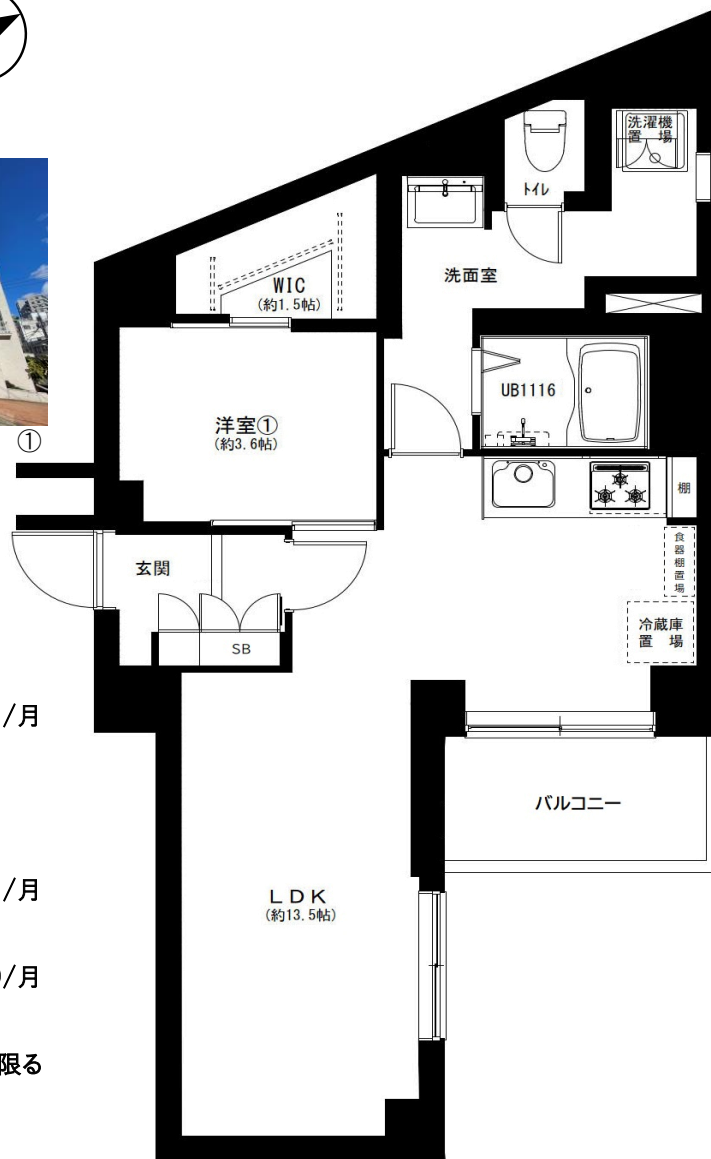 洗濯機
置　場
トイレ
洗面室
WIC
(約1.5帖)
UB1116
洋室①
(約3.6帖)
①
棚
食器棚置場
玄関
冷蔵庫
置　場
SB
/月
バルコニー
/月
LDK
(約13.5帖)
/月
限る